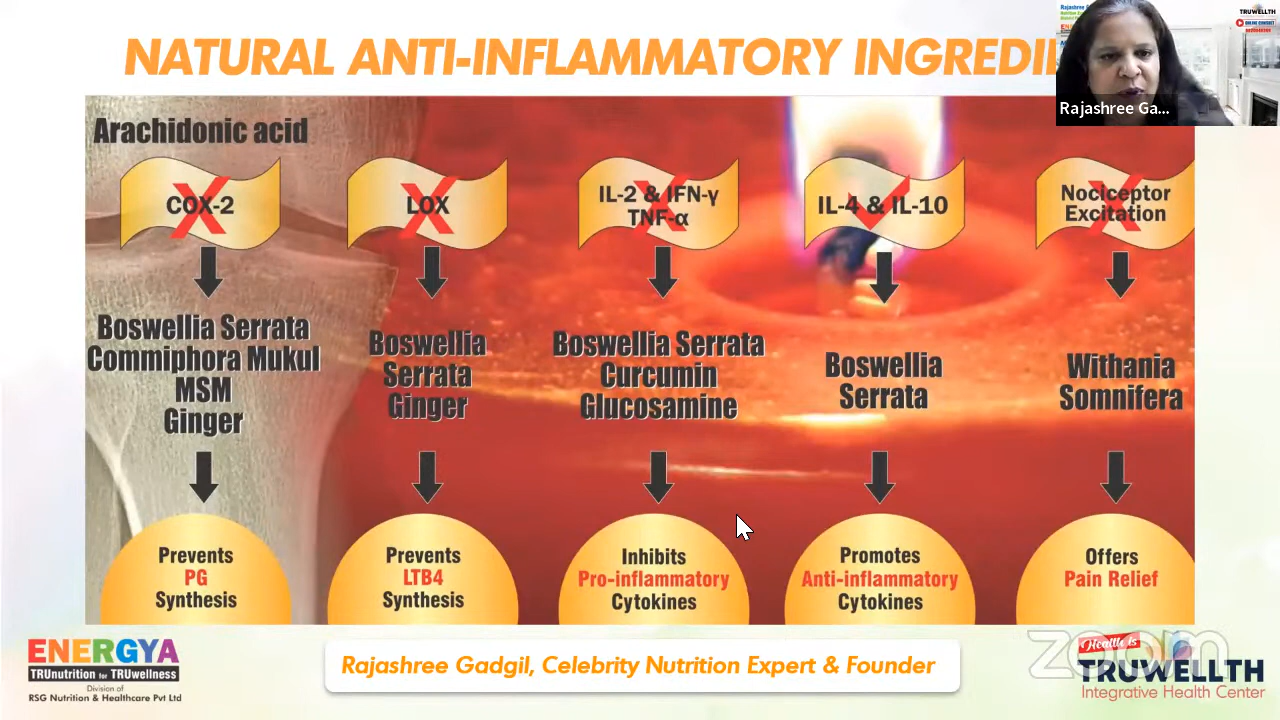 NATURAL ANTI-INFLAMMATORY INGREDIE
Rajashree Ga...
TRUWELLTH
Arachidonic acid
COX-2
LOX
IL-2 & IFN-γ
TNF-α
IL-4 & IL-10
Nociceptor
Excitation
Boswellia Serrata
Commiphora Mukul
MSM
Ginger
Boswellia
Serrata
Ginger
Boswellia Serrata
Curcumin
Glucosamine
Boswellia
Serrata
Withania
Somnifera
Prevents
PG
Synthesis
Prevents
LTB4
Synthesis
Inhibits
Pro-inflammatory
Cytokines
Promotes
Anti-inflammatory
Cytokines
Offers
Pain Relief
ENERGYA
TRUnutrition for TRUwellness
Division of
RSG Nutrition & Healthcare Pvt Ltd
Rajashree Gadgil, Celebrity Nutrition Expert & Founder
zoom
Health is
TRUWELLTH
Integrative Health Center